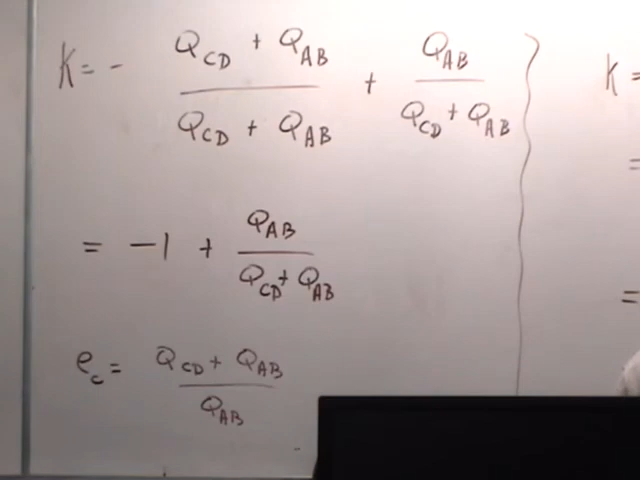 K = - (Q_CD + Q_AB) / (Q_CD + Q_AB) + Q_AB / (Q_CD + Q_AB)
= -1 + Q_AB / (Q_CD + Q_AB)
e_c = (Q_CD + Q_AB) / Q_AB
K =
=
=